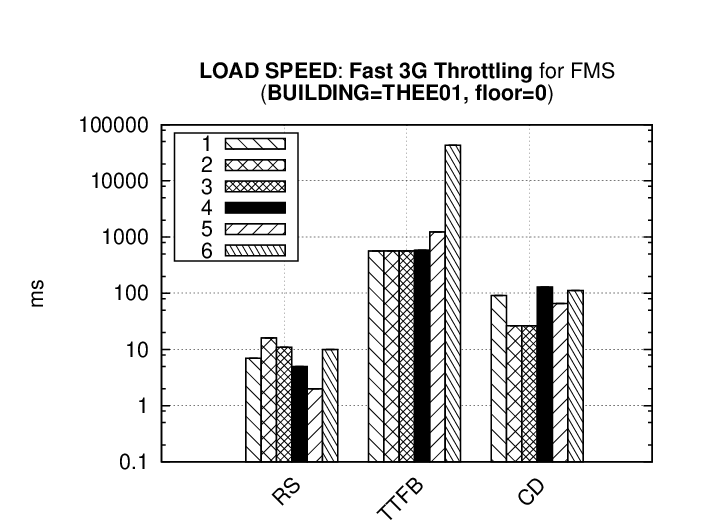 LOAD SPEED: Fast 3G Throttling for FMS
(BUILDING=THEE01, floor=0)
100000
10000
1000
100
10
1
0.1
ms
1
2
3
4
5
6
RS
TTFB
CD